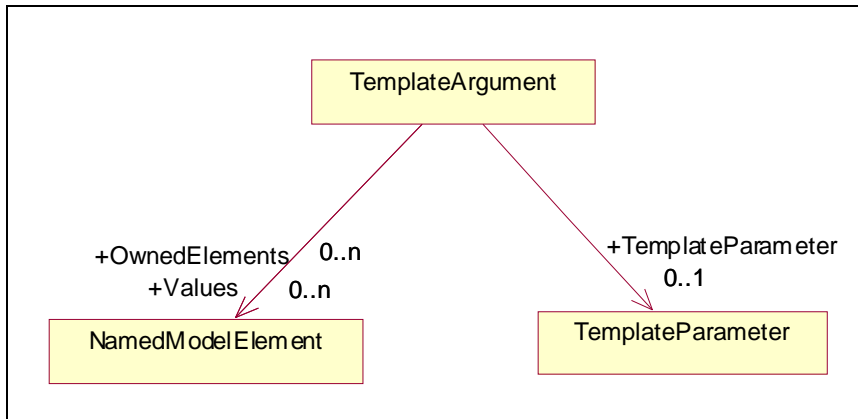 TemplateArgument
+OwnedElements
0..n
+Values
0..n
+TemplateParameter
0..1
NamedModelElement
TemplateParameter